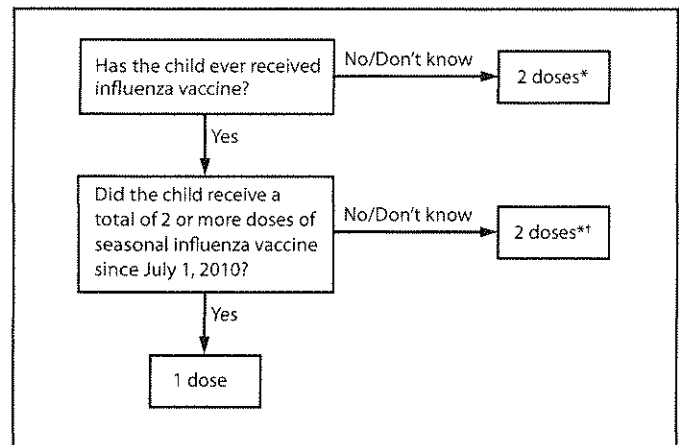 Has the child ever received
influenza vaccine?
No/Don't know
2 doses*
Yes
Did the child receive a
total of 2 or more doses of
seasonal influenza vaccine
since July 1, 2010?
No/Don't know
2 doses*†
Yes
1 dose